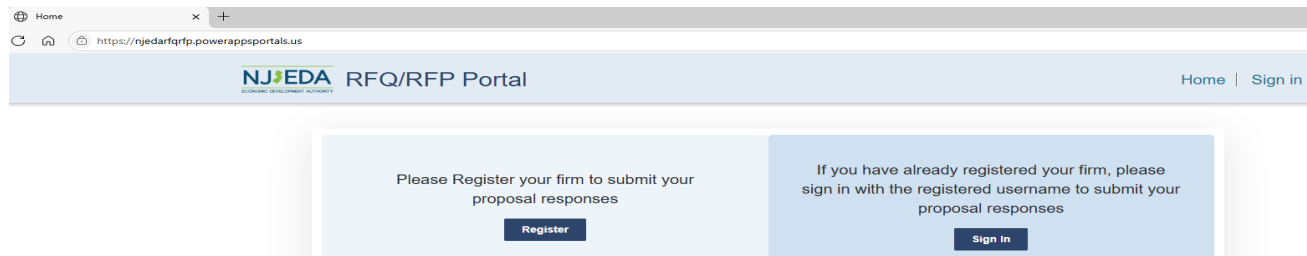 Home
https://njedarfqrfp.powerappsportals.us
NJEDA RFQ/RFP Portal
ECONOMIC DEVELOPMENT AUTHORITY
Home | Sign in
Please Register your firm to submit your
proposal responses
Register
If you have already registered your firm, please
sign in with the registered username to submit your
proposal responses
Sign In